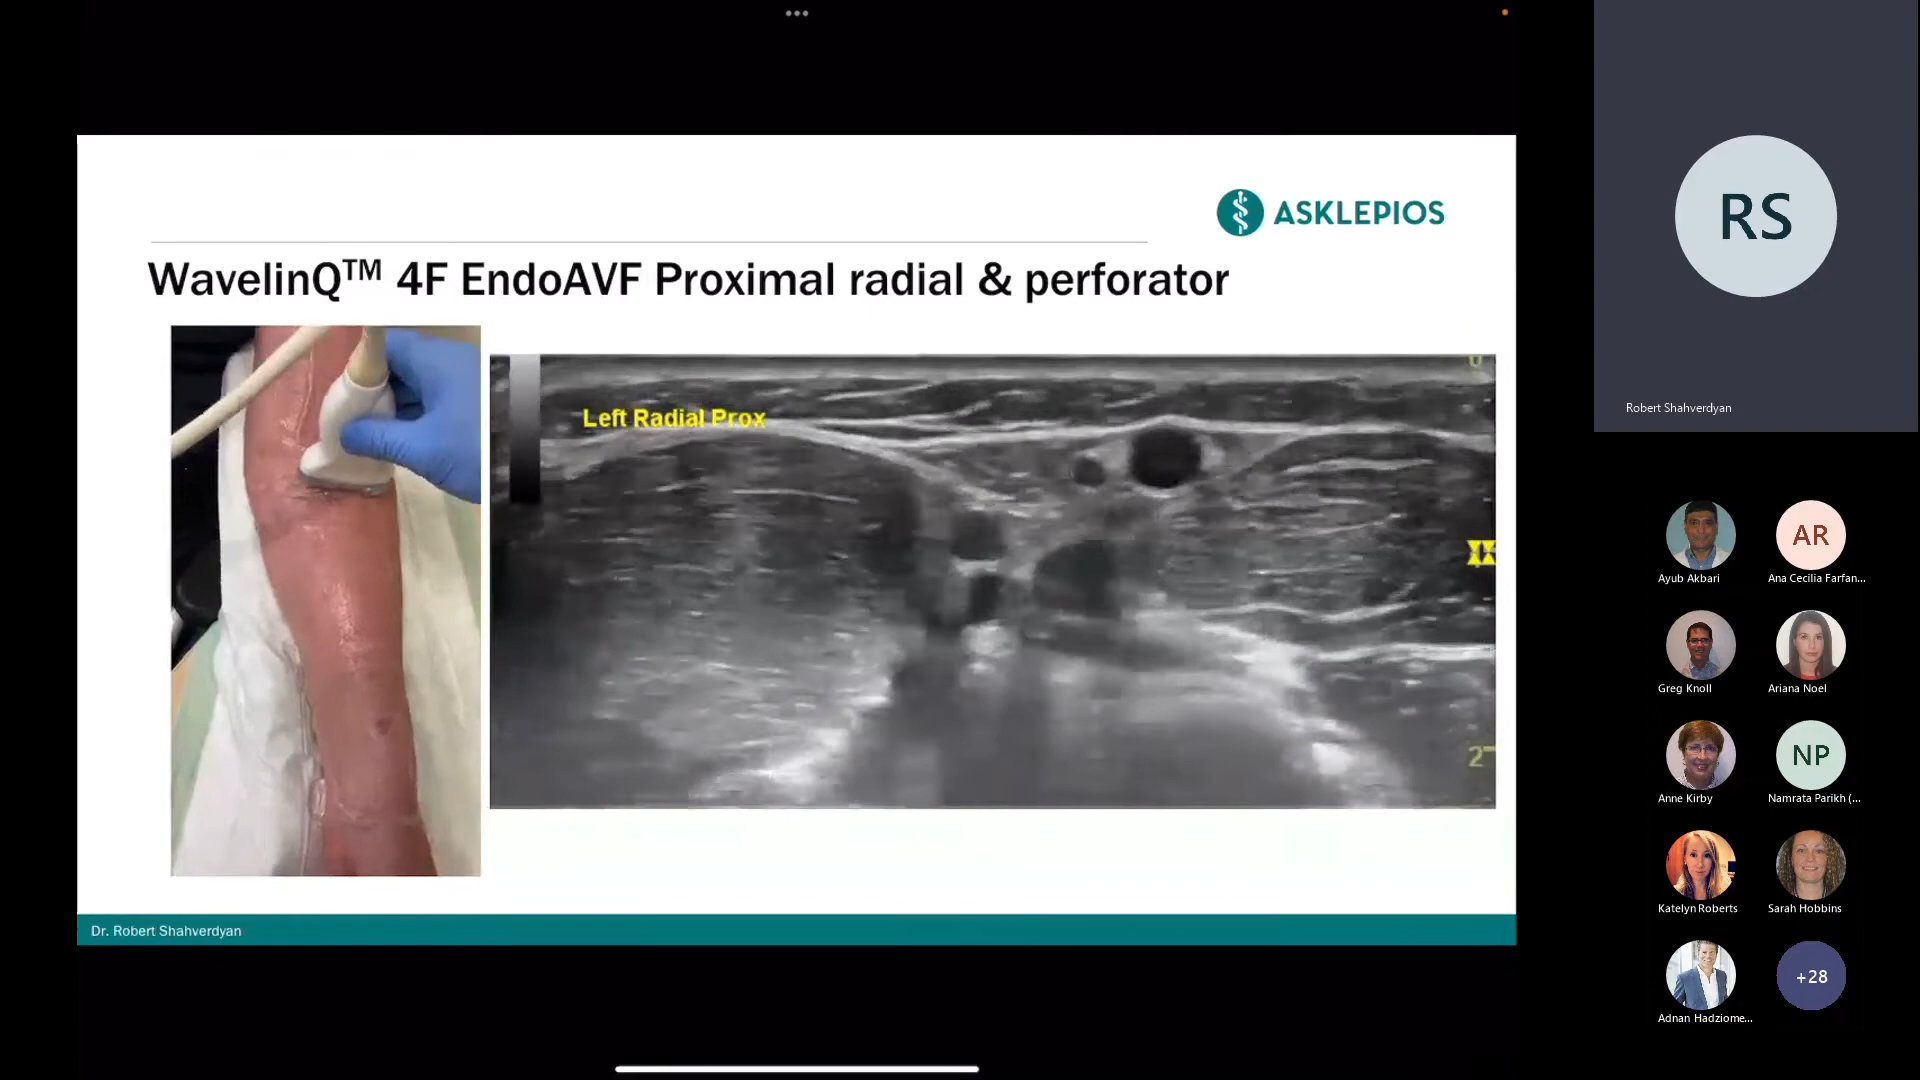 ASKLEPIOS
WavelinQ™ 4F EndoAVF Proximal radial & perforator
Left Radial Prox
Dr. Robert Shahverdyan
RS
Robert Shahverdyan
AR
Ayub Akbari
Ana Cecilia Farfan...
Greg Knoll
Ariana Noel
NP
Anne Kirby
Namrata Parikh (...
Katelyn Roberts
Sarah Hobbins
+28
Adnan Hadziome...